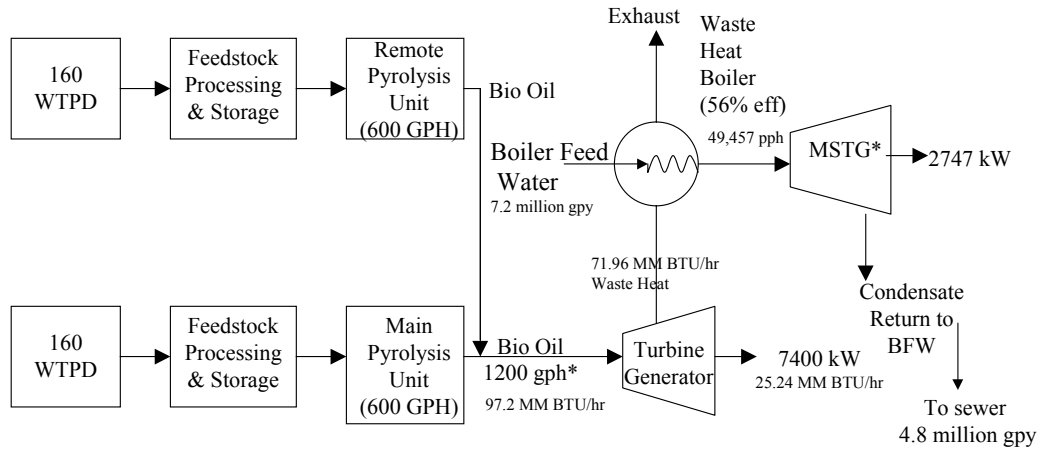 160
WTPD
Feedstock
Processing
& Storage
Remote
Pyrolysis
Unit
(600 GPH)
Bio Oil
Exhaust
Waste
Heat
Boiler
(56% eff)
Boiler Feed
Water
7.2 million gpy
49,457 pph
MSTG*
2747 kW
71.96 MM BTU/hr
Waste Heat
Condensate
Return to
BFW
To sewer
4.8 million gpy
160
WTPD
Feedstock
Processing
& Storage
Main
Pyrolysis
Unit
(600 GPH)
Bio Oil
1200 gph*
97.2 MM BTU/hr
Turbine
Generator
7400 kW
25.24 MM BTU/hr